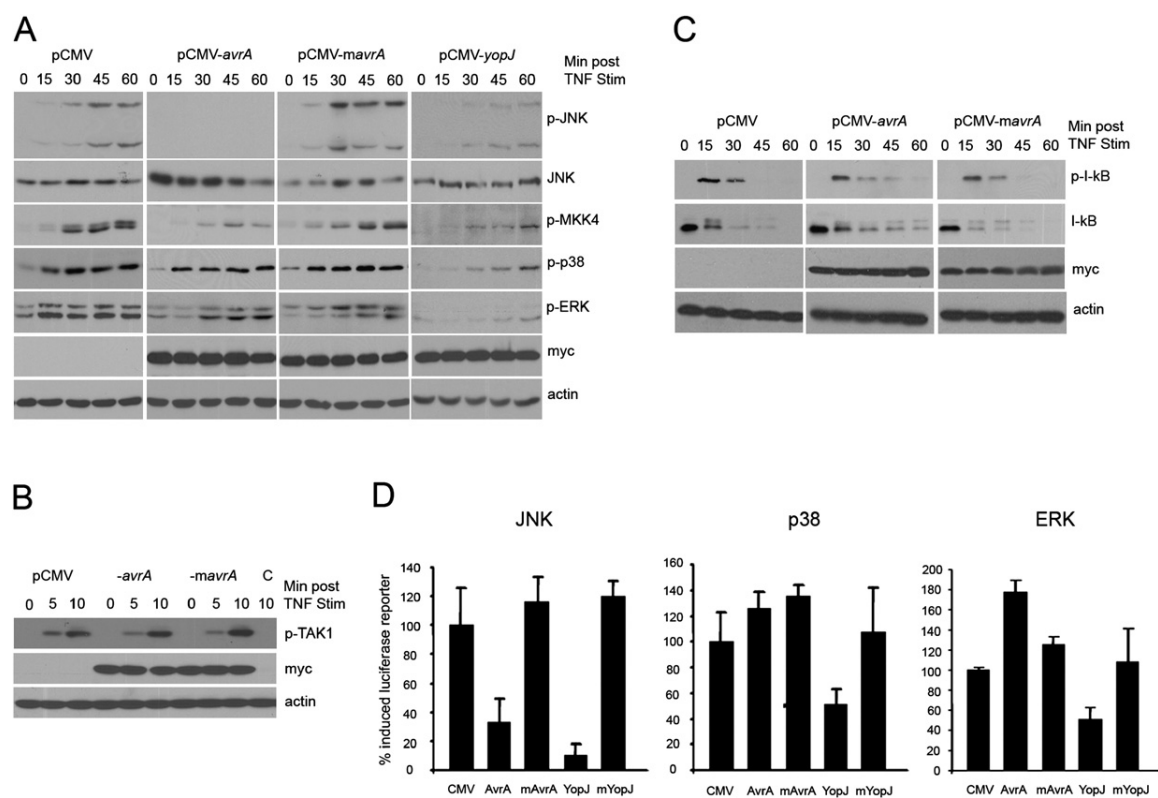 A
pCMV pCMV-avrA pCMV-mavrA pCMV-yopJ
Min post
TNF Stim
0 15 30 45 60 0 15 30 45 60 0 15 30 45 60 0 15 30 45 60
p-JNK
JNK
p-MKK4
p-p38
p-ERK
myc
actin
C
pCMV pCMV-avrA pCMV-mavrA
Min post
TNF Stim
0 15 30 45 60 0 15 30 45 60 0 15 30 45 60
p-I-kB
I-kB
myc
actin
B
pCMV -avrA -mavrA C
Min post
TNF Stim
0 5 10 0 5 10 0 5 10 10
p-TAK1
myc
actin
D
JNK
% induced luciferase reporter
140
120
100
80
60
40
20
0
CMV AvrA mAvrA YopJ mYopJ
p38
160
140
120
100
80
60
40
20
0
CMV AvrA mAvrA YopJ mYopJ
ERK
200
180
160
140
120
100
80
60
40
20
0
CMV AvrA mAvrA YopJ mYopJ